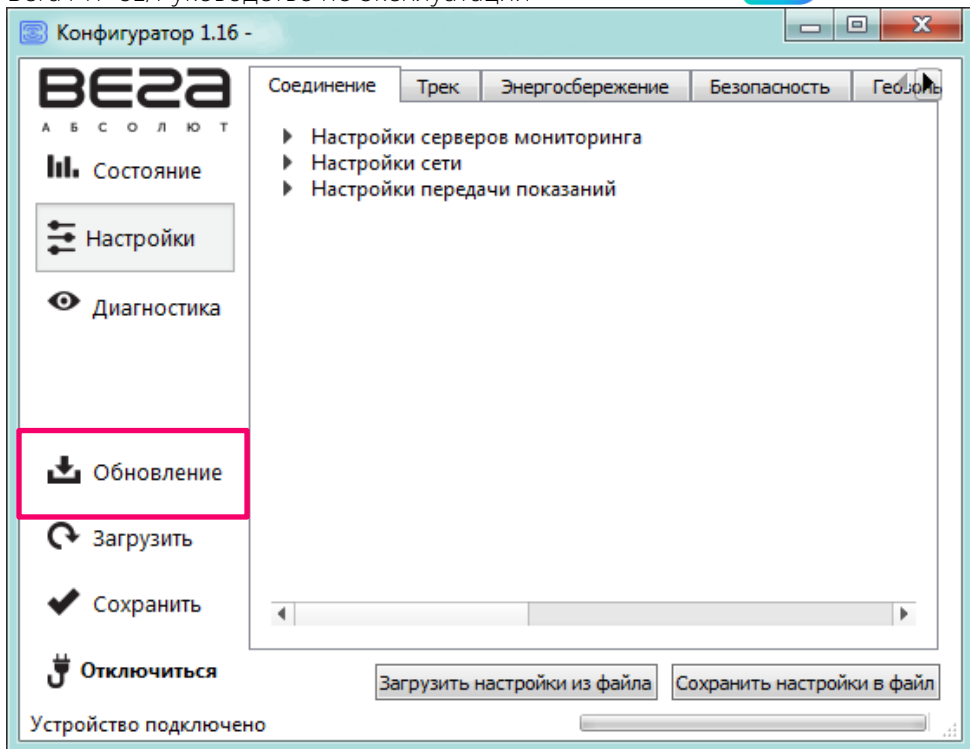 Конфигуратор 1.16 -
ВЕГА
АБСОЛЮТ
Состояние
Настройки
Диагностика
Обновление
Загрузить
Сохранить
Отключиться
Соединение Трек Энергосбережение Безопасность
Настройки серверов мониторинга
Настройки сети
Настройки передачи показаний
Загрузить настройки из файла Сохранить настройки в файл
Устройство подключено